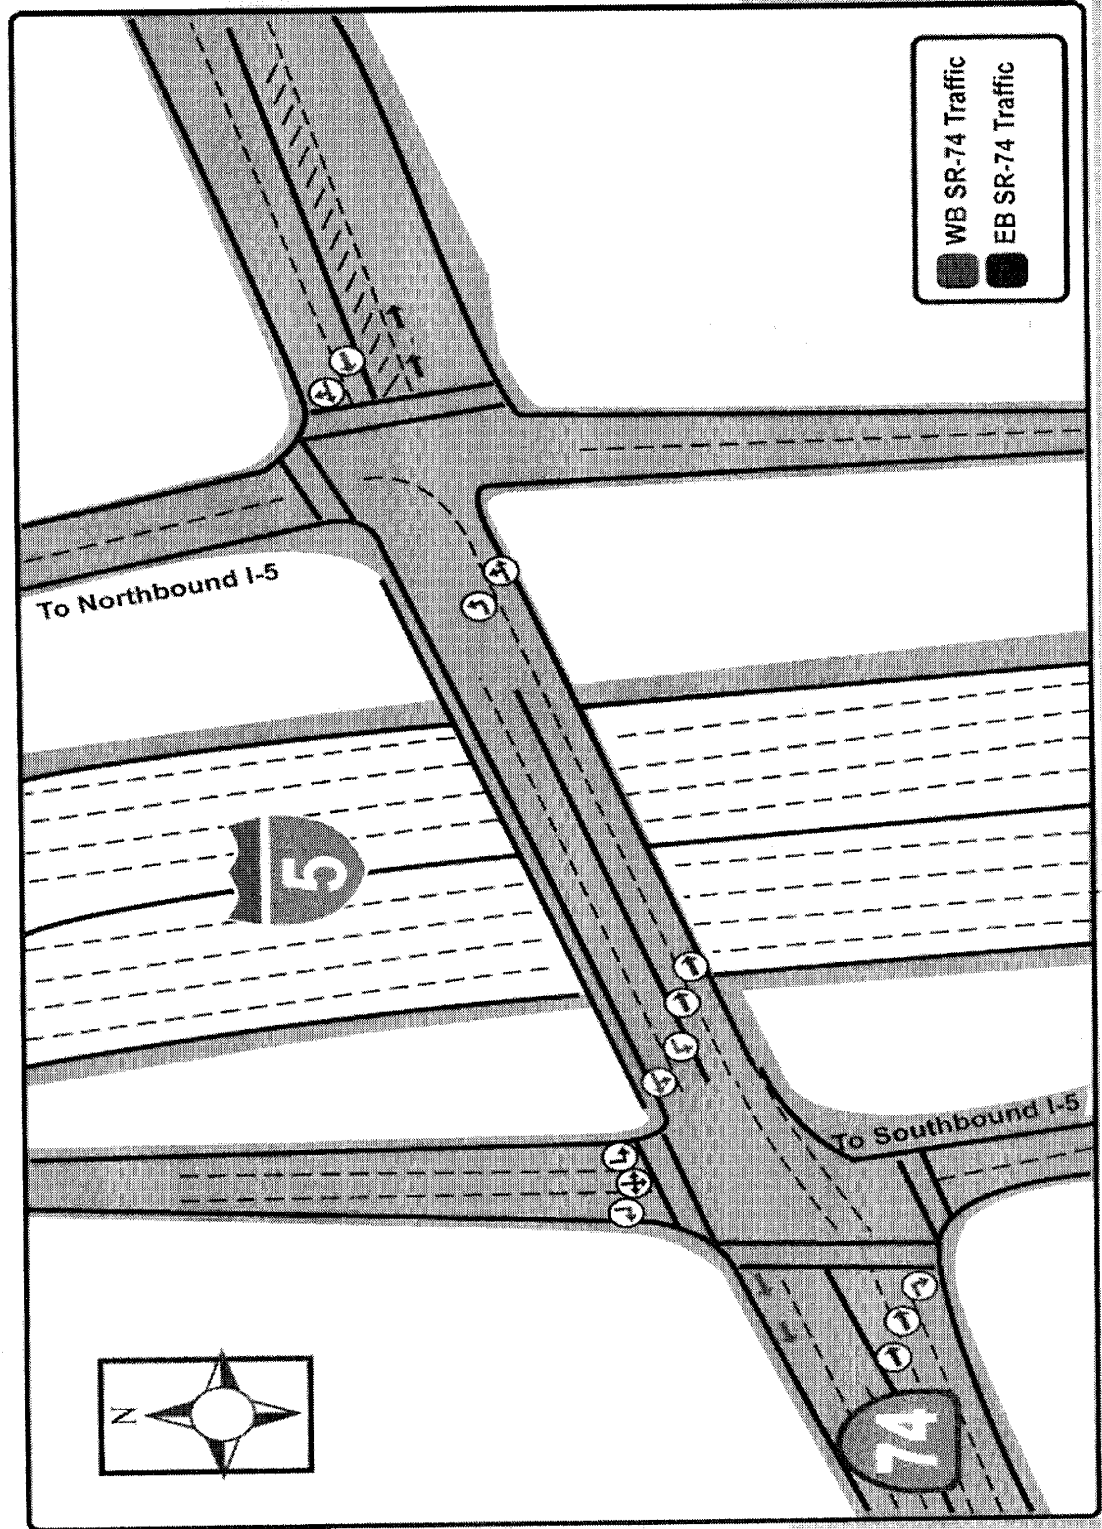 WB SR-74 Traffic
EB SR-74 Traffic
To Northbound I-5
5
To Southbound I-5
N
74